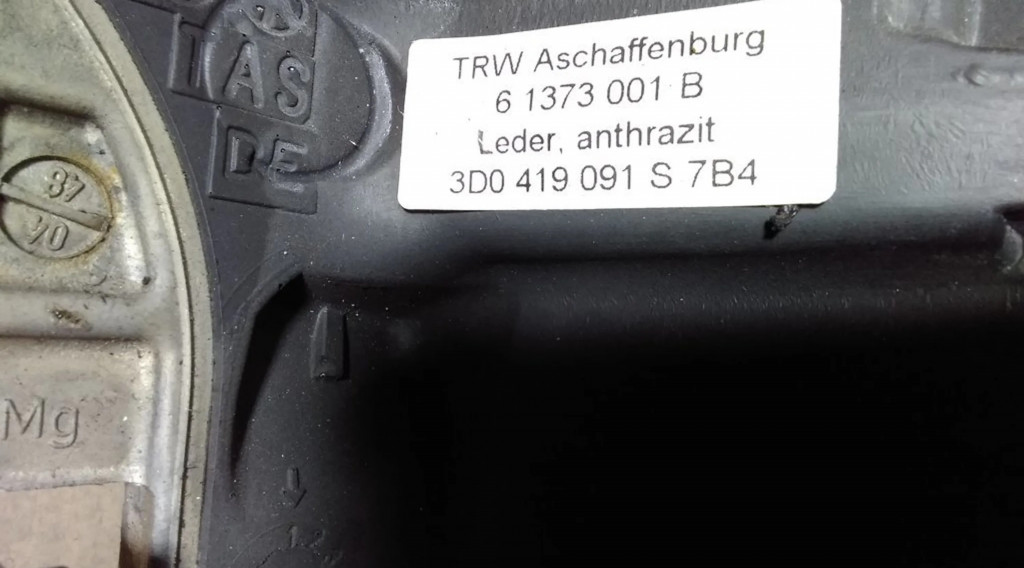 TAS
DE
TRW Aschaffenburg
6 1373 001 B
Leder, anthrazit
3D0 419 091 S 7B4
Mg